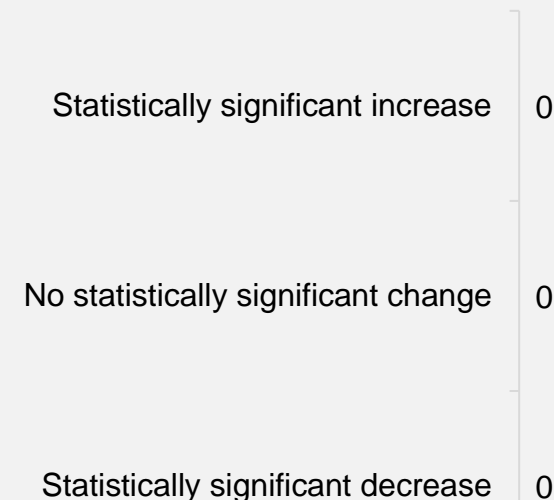 Statistically significant increase 0
No statistically significant change 0
Statistically significant decrease 0